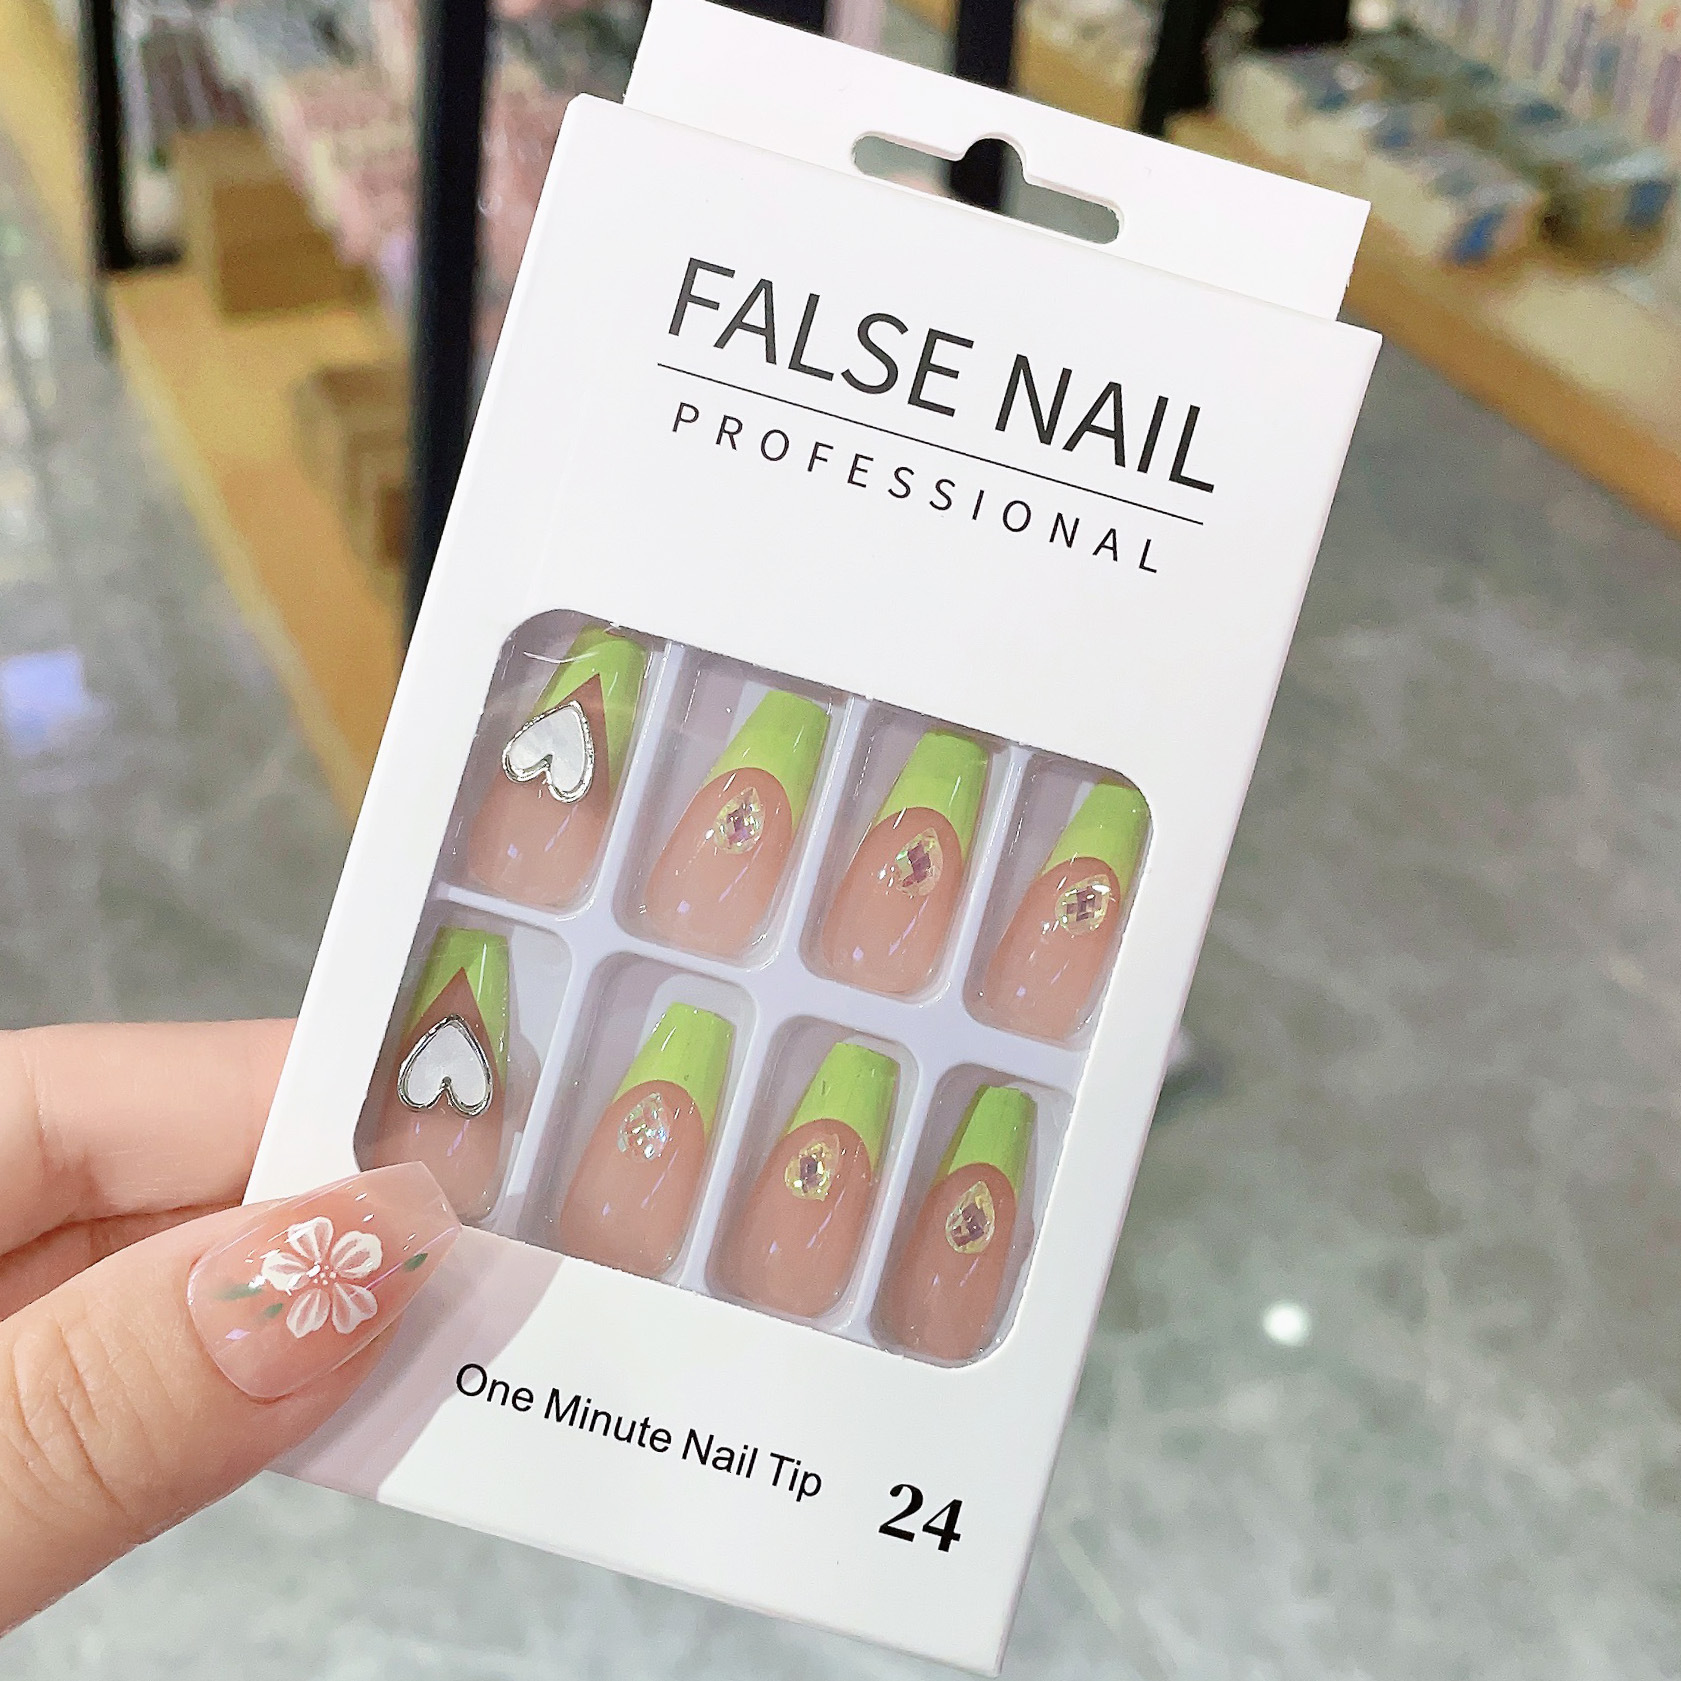 FALSE NAIL
PROFESSIONAL
One Minute Nail Tip 24